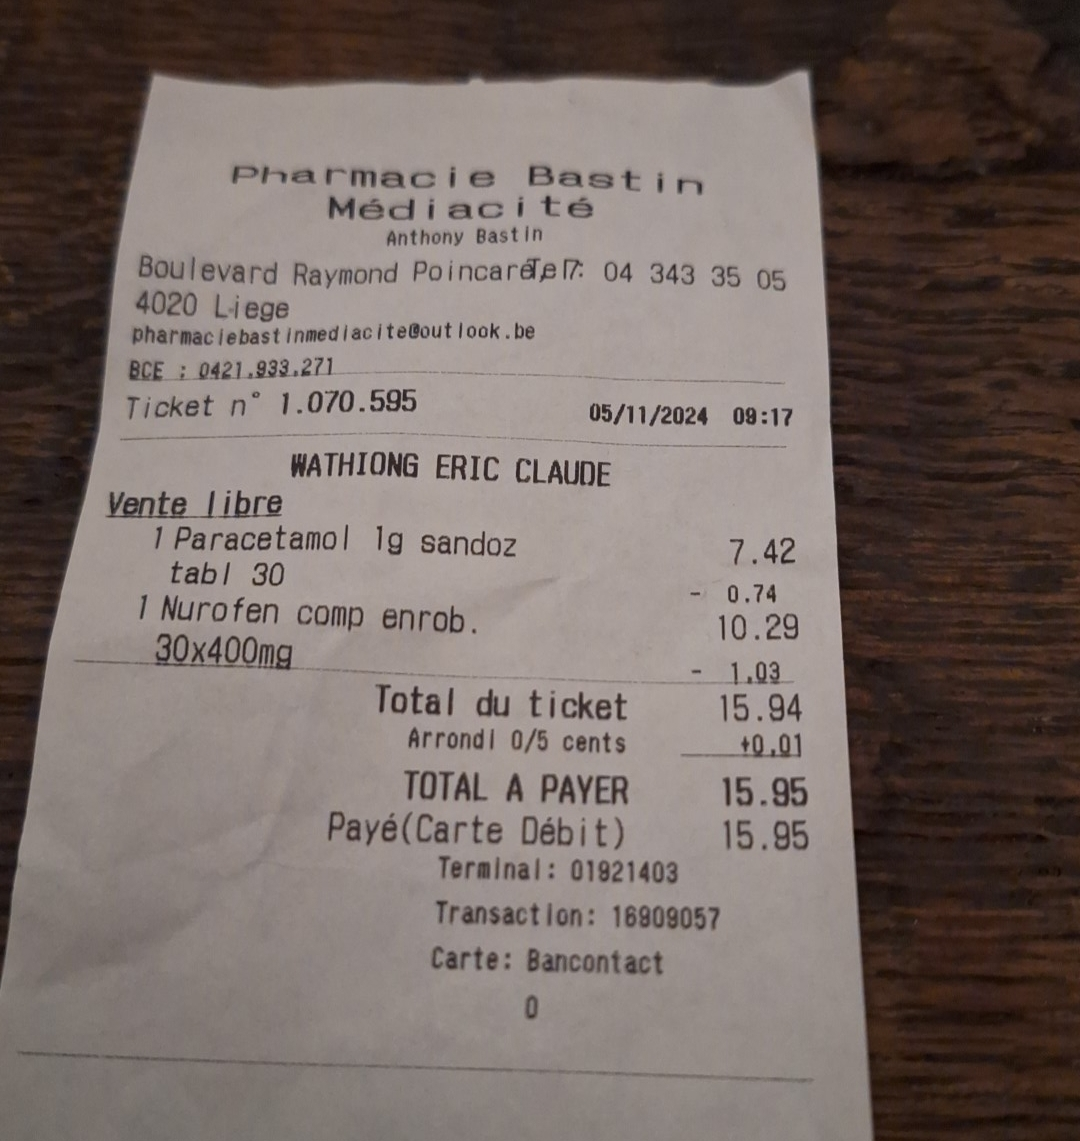 Pharmacie Bastin
Médiacité
Anthony Bastin
Boulevard Raymond Poincaré 7 Tel: 04 343 35 05
4020 Liege
pharmaciebastinmediacite@outlook.be
BCE : 0421.933.271
Ticket n° 1.070.595 05/11/2024 09:17
WATHIONG ERIC CLAUDE
Vente libre
1 Paracetamol 1g sandoz 7.42
tabl 30
- 0.74
1 Nurofen comp enrob. 10.29
30x400mg
- 1.03
Total du ticket 15.94
Arrondi 0/5 cents +0.01
TOTAL A PAYER 15.95
Payé(Carte Débit) 15.95
Terminal: 01921403
Transaction: 16909057
Carte: Bancontact
0